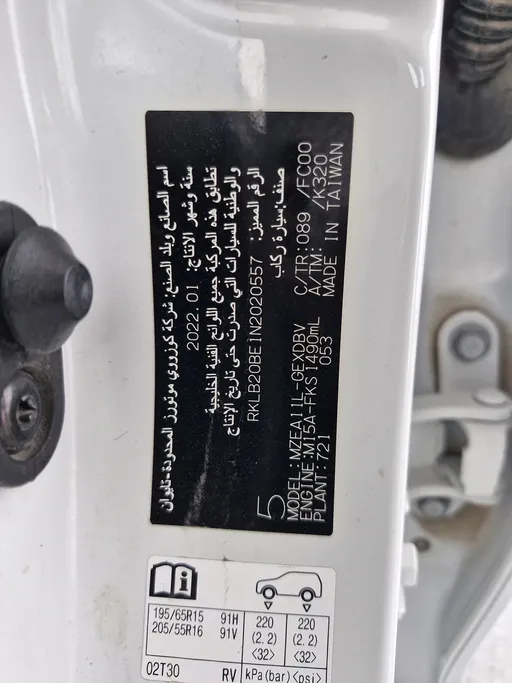 اسم الصانع وبلد الصنع: شركة كوزووي موتورز المحدودة-تايوان
سنة وشهر الإنتاج: 2022.01
تطابق هذه المركبة جميع اللوائح الفنية الخليجية
والوطنية للسيارات التي صدرت حتى تاريخ الإنتاج
الرقم المميز: RKLB20BE1N2020557
صنف:سيارة ركاب
5
MODEL:MZEA11L-GEXDBV
ENGINE:M15A-FKS 1490mL
PLANT:721 053
C/TR:089 /FC00
A/TM: /K320
MADE IN TAIWAN
195/65R15 91H
205/55R16 91V
220 (2.2) <32>
220 (2.2) <32>
02T30 RV kPa(bar)<psi>